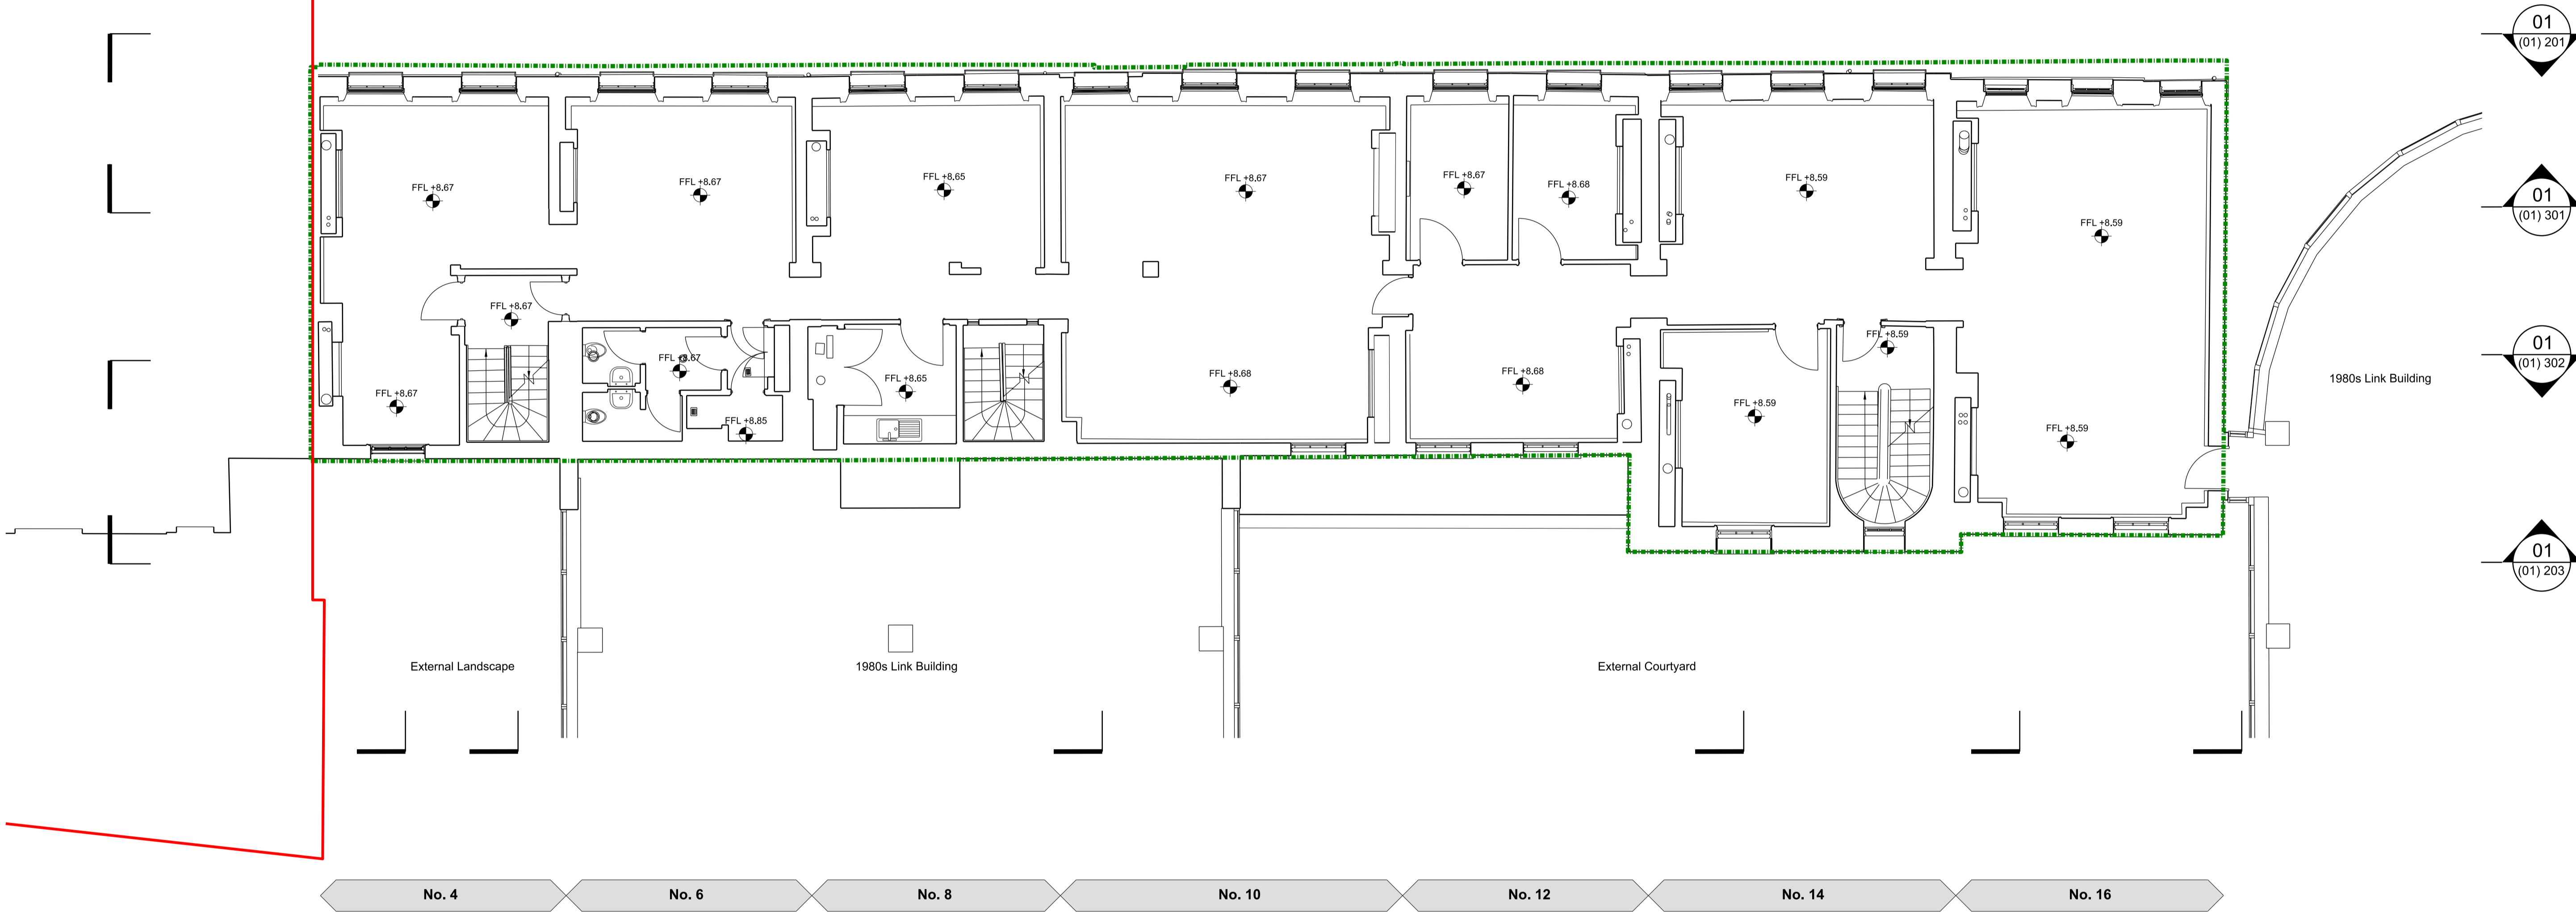 01
(01) 201
FFL +8.67
FFL +8.67
FFL +8.65
FFL +8.67
FFL +8.67
FFL +8.68
FFL +8.59
FFL +8.59
01
(01) 301
FFL +8.67
FFL +8.67
FFL +8.65
FFL +8.68
FFL +8.68
FFL +8.59
01
(01) 302
1980s Link Building
FFL +8.67
FFL +8.85
FFL +8.59
FFL +8.59
01
(01) 203
External Landscape
1980s Link Building
External Courtyard
No. 4
No. 6
No. 8
No. 10
No. 12
No. 14
No. 16